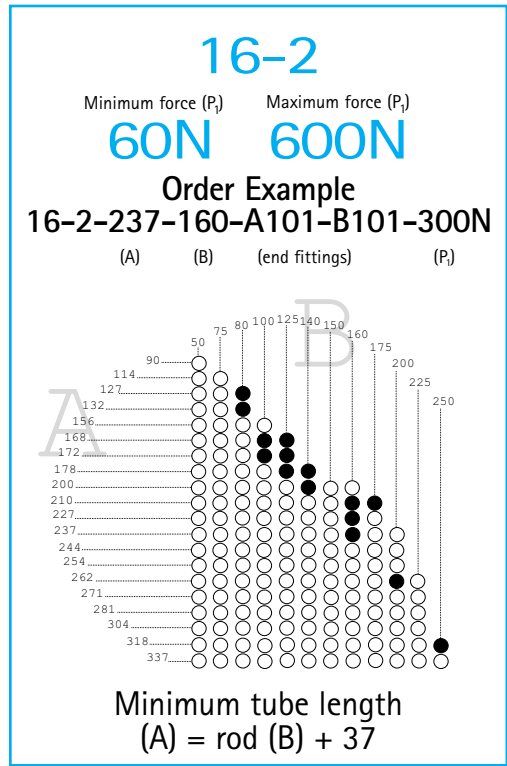 16-2
Minimum force (P₁) Maximum force (P₁)
60N 600N
Order Example
16-2-237-160-A101-B101-300N
(A) (B) (end fittings) (P₁)
B
50 75 80 100 125 140 150 160 175 200 225 250
A
90
114
127
132
156
168
172
178
200
210
227
237
244
254
262
271
281
304
318
337
Minimum tube length
(A) = rod (B) + 37